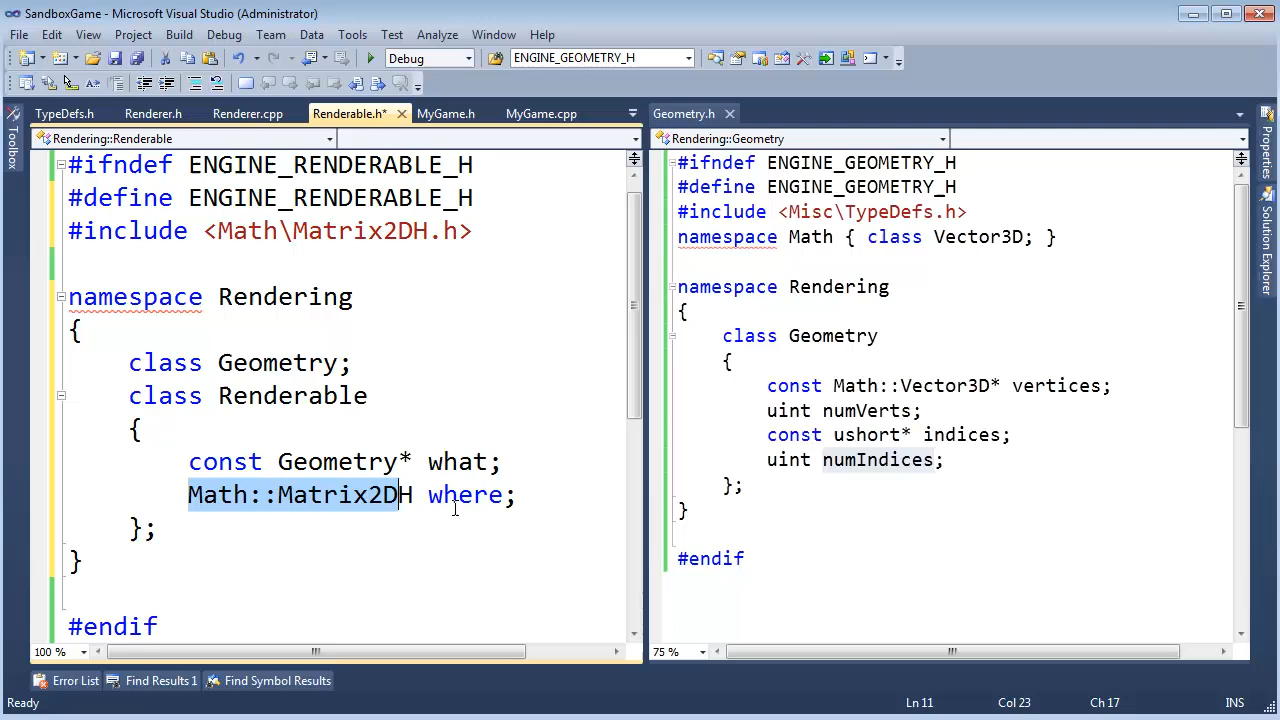 SandboxGame - Microsoft Visual Studio (Administrator)
File Edit View Project Build Debug Team Data Tools Test Analyze Window Help
Debug ENGINE_GEOMETRY_H
TypeDefs.h Renderer.h Renderer.cpp Renderable.h* MyGame.h MyGame.cpp
Rendering::Renderable
#ifndef ENGINE_RENDERABLE_H
#define ENGINE_RENDERABLE_H
#include <Math\Matrix2DH.h>
namespace Rendering
{
class Geometry;
class Renderable
{
const Geometry* what;
Math::Matrix2DH where;
};
}
#endif
100 %
Geometry.h
Rendering::Geometry
#ifndef ENGINE_GEOMETRY_H
#define ENGINE_GEOMETRY_H
#include <Misc\TypeDefs.h>
namespace Math { class Vector3D; }
namespace Rendering
{
class Geometry
{
const Math::Vector3D* vertices;
uint numVerts;
const ushort* indices;
uint numIndices;
};
}
#endif
75 %
Toolbox
Properties
Solution Explorer
Error List Find Results 1 Find Symbol Results
Ready Ln 11 Col 23 Ch 17 INS